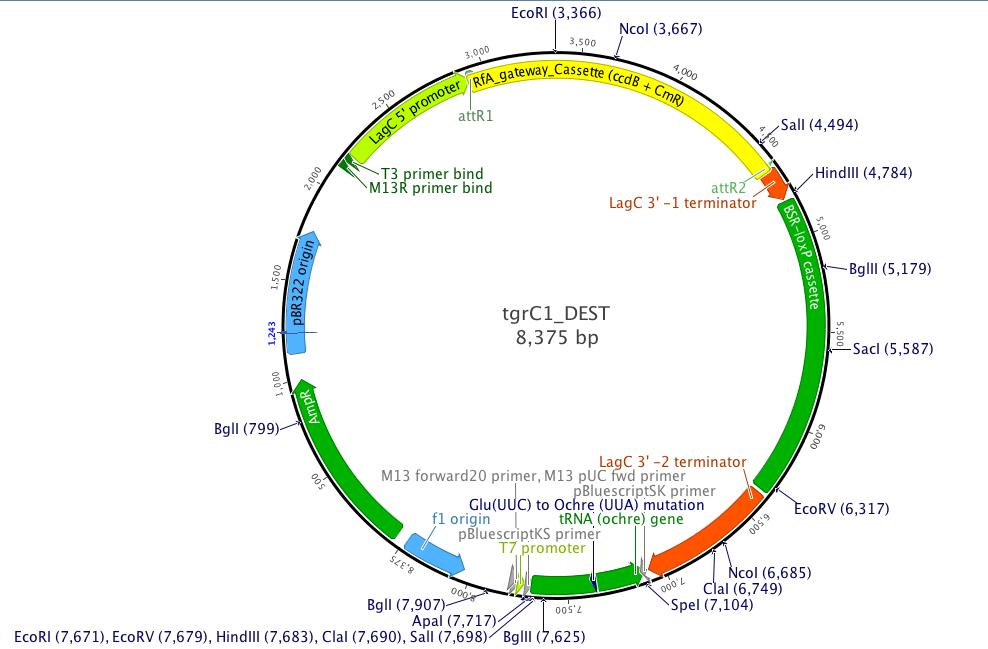 EcoRI (3,366)
NcoI (3,667)
3,000
3,500
RfA_gateway_Cassette (ccdB + CmR)
4,000
2,500
LagC 5' promoter
attR1
4,500
SalI (4,494)
T3 primer bind
M13R primer bind
2,000
attR2
HindIII (4,784)
LagC 3' -1 terminator
BSR-loxP cassette
5,000
pBR322 origin
BglII (5,179)
1,500
tgrC1_DEST
8,375 bp
1,243
5,500
SacI (5,587)
1,000
AmpR
BglI (799)
6,000
LagC 3' -2 terminator
M13 forward20 primer, M13 pUC fwd primer
500
pBluescriptSK primer
Glu(UUC) to Ochre (UUA) mutation
EcoRV (6,317)
f1 origin
tRNA (ochre) gene
6,500
pBluescriptKS primer
T7 promoter
8,375
NcoI (6,685)
7,000
ClaI (6,749)
8,000
BglI (7,907)
SpeI (7,104)
7,500
ApaI (7,717)
EcoRI (7,671), EcoRV (7,679), HindIII (7,683), ClaI (7,690), SalI (7,698)
BglII (7,625)